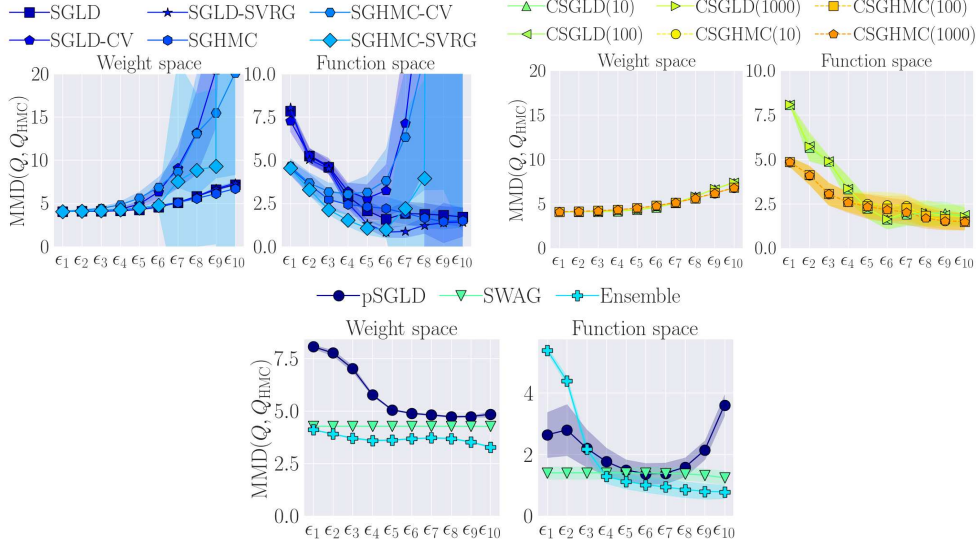 SGLD SGLD-SVRG SGHMC-CV
SGLD-CV SGHMC SGHMC-SVRG
CSGLD(10) CSGLD(1000) CSGHMC(100)
CSGLD(100) CSGHMC(10) CSGHMC(1000)
Weight space Function space
MMD(Q, Q_HMC)
20 15 10 5 0
10.0 7.5 5.0 2.5 0.0
ϵ1 ϵ2 ϵ3 ϵ4 ϵ5 ϵ6 ϵ7 ϵ8 ϵ9 ϵ10
ϵ1 ϵ2 ϵ3 ϵ4 ϵ5 ϵ6 ϵ7 ϵ8 ϵ9 ϵ10
Weight space Function space
MMD(Q, Q_HMC)
20 15 10 5 0
10.0 7.5 5.0 2.5 0.0
ϵ1 ϵ2 ϵ3 ϵ4 ϵ5 ϵ6 ϵ7 ϵ8 ϵ9 ϵ10
ϵ1 ϵ2 ϵ3 ϵ4 ϵ5 ϵ6 ϵ7 ϵ8 ϵ9 ϵ10
pSGLD SWAG Ensemble
Weight space Function space
MMD(Q, Q_HMC)
7.5 5.0 2.5 0.0
4 2 0
ϵ1 ϵ2 ϵ3 ϵ4 ϵ5 ϵ6 ϵ7 ϵ8 ϵ9 ϵ10
ϵ1 ϵ2 ϵ3 ϵ4 ϵ5 ϵ6 ϵ7 ϵ8 ϵ9 ϵ10